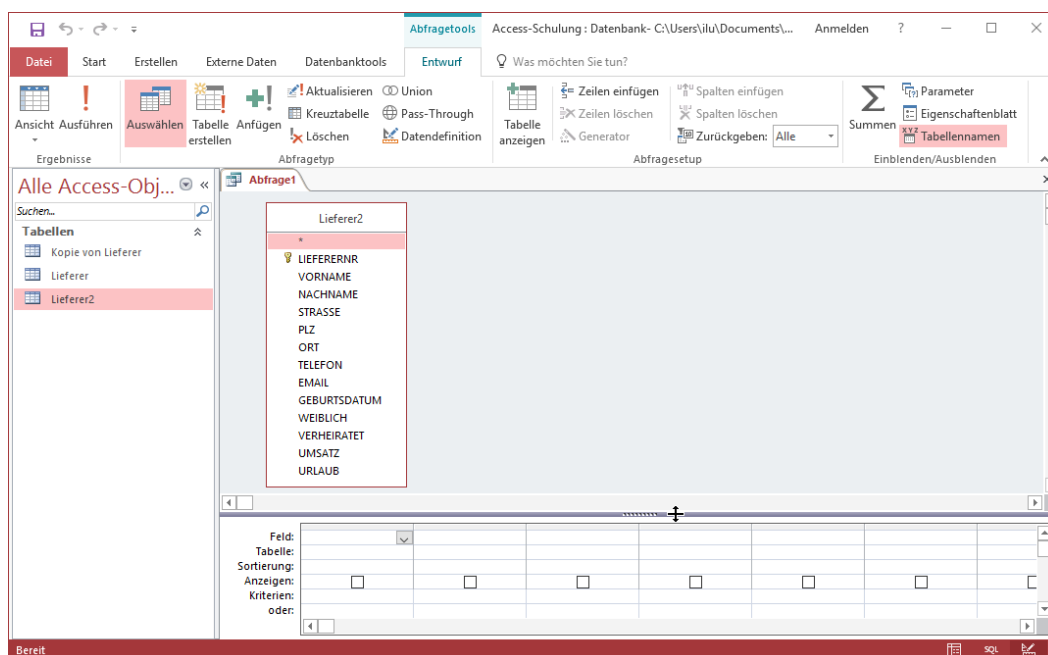 Abfragetools Access-Schulung : Datenbank- C:\Users\ilu\Documents\... Anmelden ?
Datei Start Erstellen Externe Daten Datenbanktools Entwurf Was möchten Sie tun?
Ansicht Ausführen Auswählen Tabelle erstellen Anfügen
Aktualisieren Union
Kreuztabelle Pass-Through
Löschen Datendefinition
Tabelle anzeigen
Zeilen einfügen Spalten einfügen
Zeilen löschen Spalten löschen
Generator Zurückgeben: Alle
Summen
Parameter
Eigenschaftenblatt
XYZ Tabellennamen
Ergebnisse Abfragetyp Abfragesetup Einblenden/Ausblenden
Alle Access-Obj... «
Suchen...
Tabellen
Kopie von Lieferer
Lieferer
Lieferer2
Abfrage1
Lieferer2
*
LIEFERERNR
VORNAME
NACHNAME
STRASSE
PLZ
ORT
TELEFON
EMAIL
GEBURTSDATUM
WEIBLICH
VERHEIRATET
UMSATZ
URLAUB
Feld:
Tabelle:
Sortierung:
Anzeigen:
Kriterien:
oder:
Bereit SQL